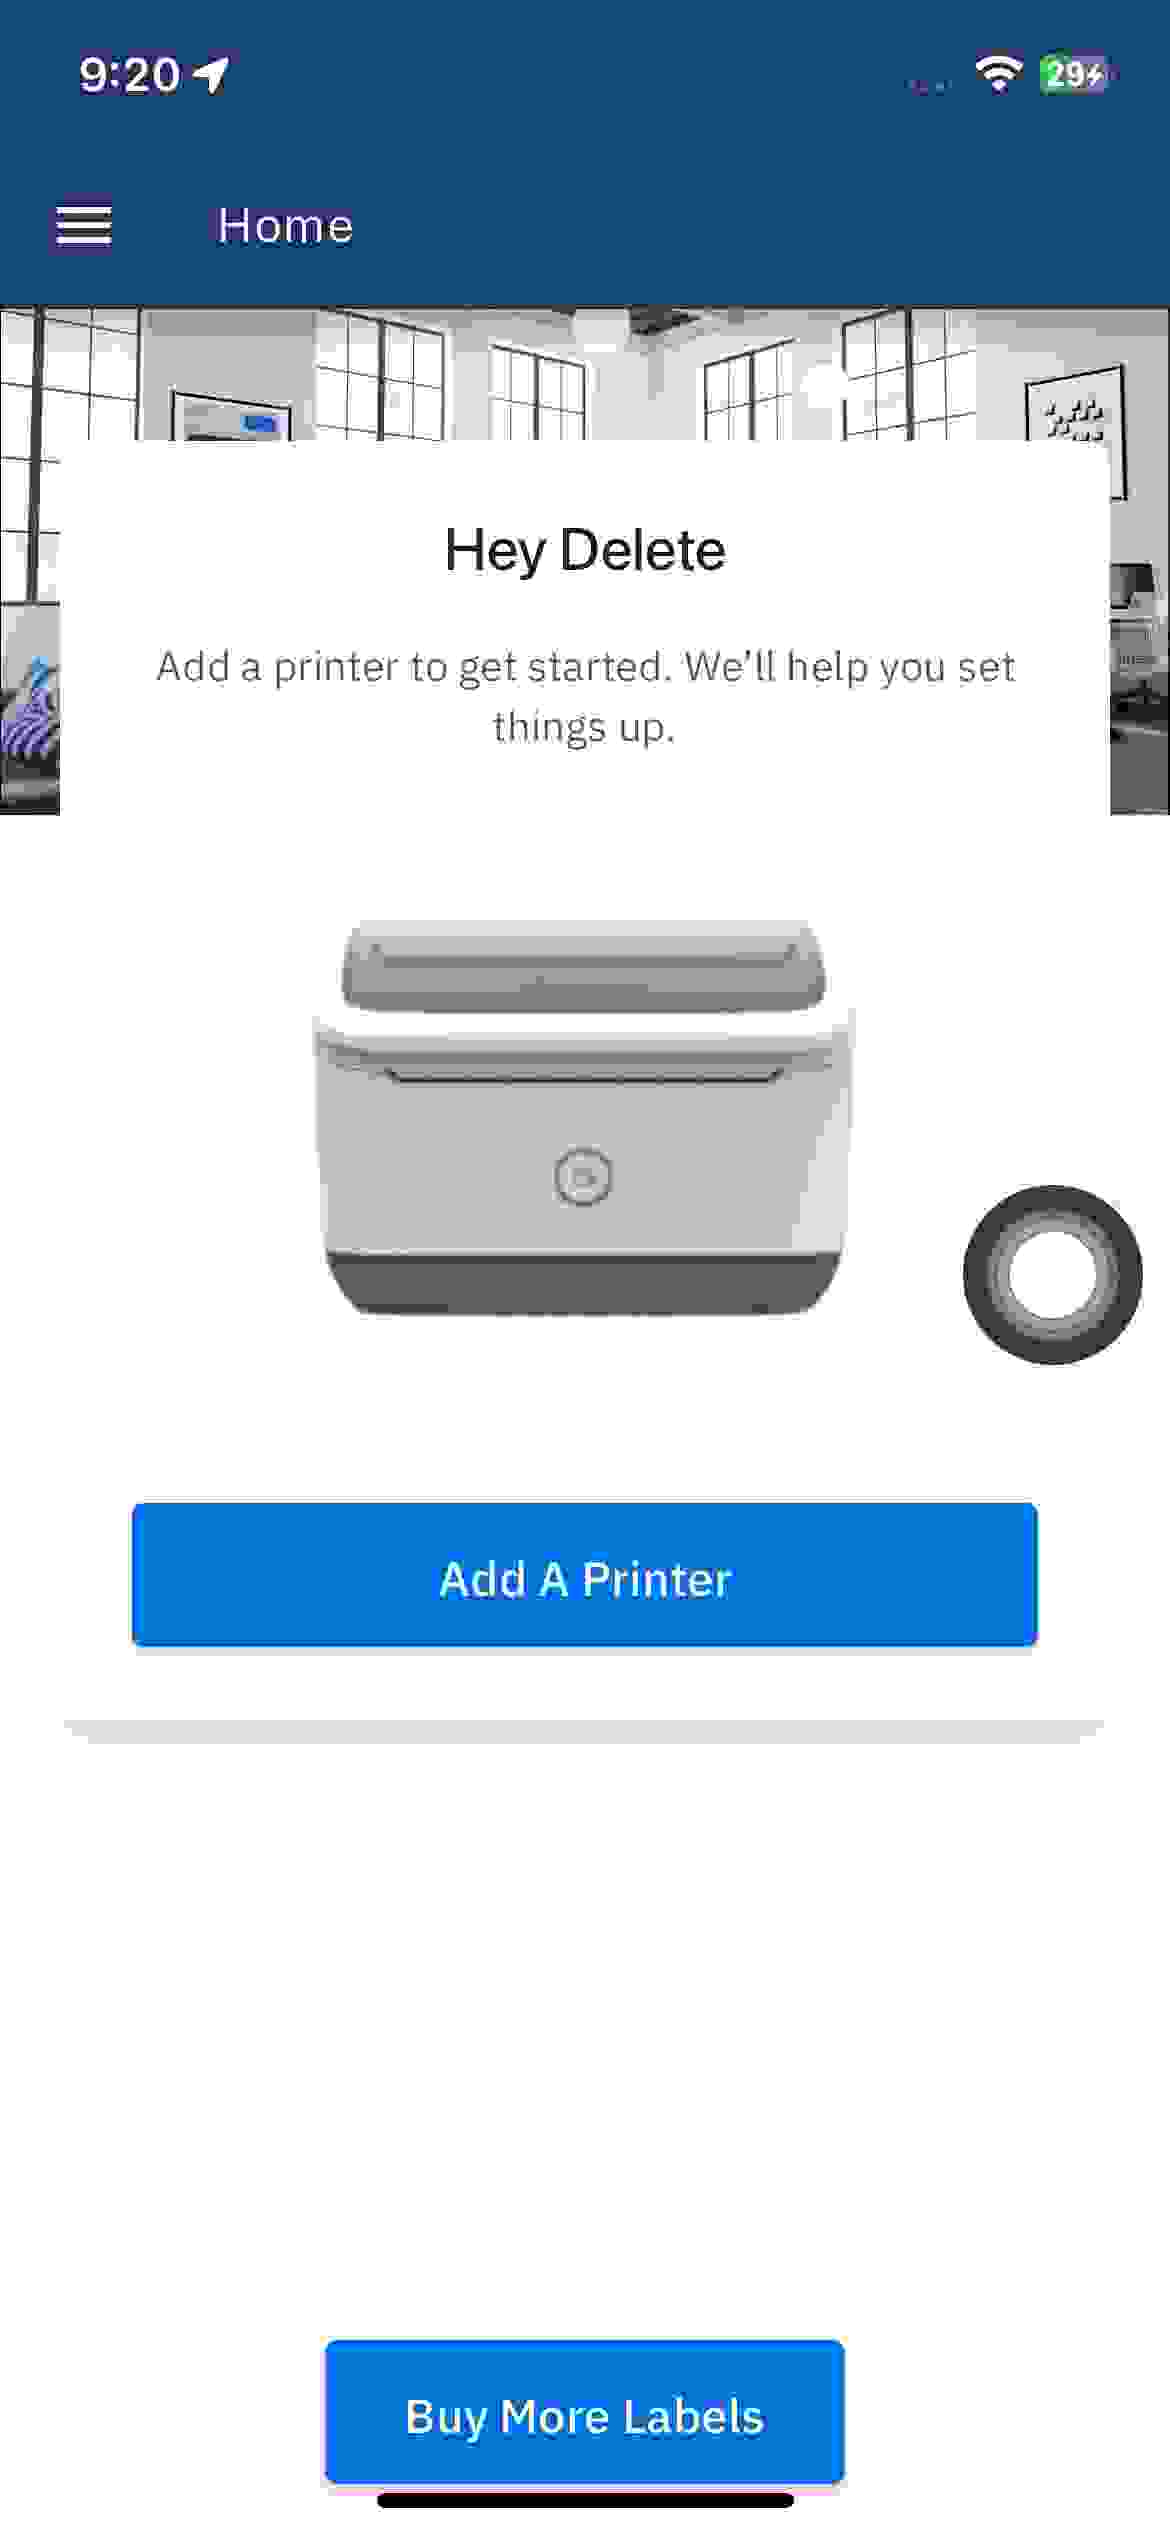 9:20
29
Home
Hey Delete
Add a printer to get started. We'll help you set
things up.
Add A Printer
Buy More Labels